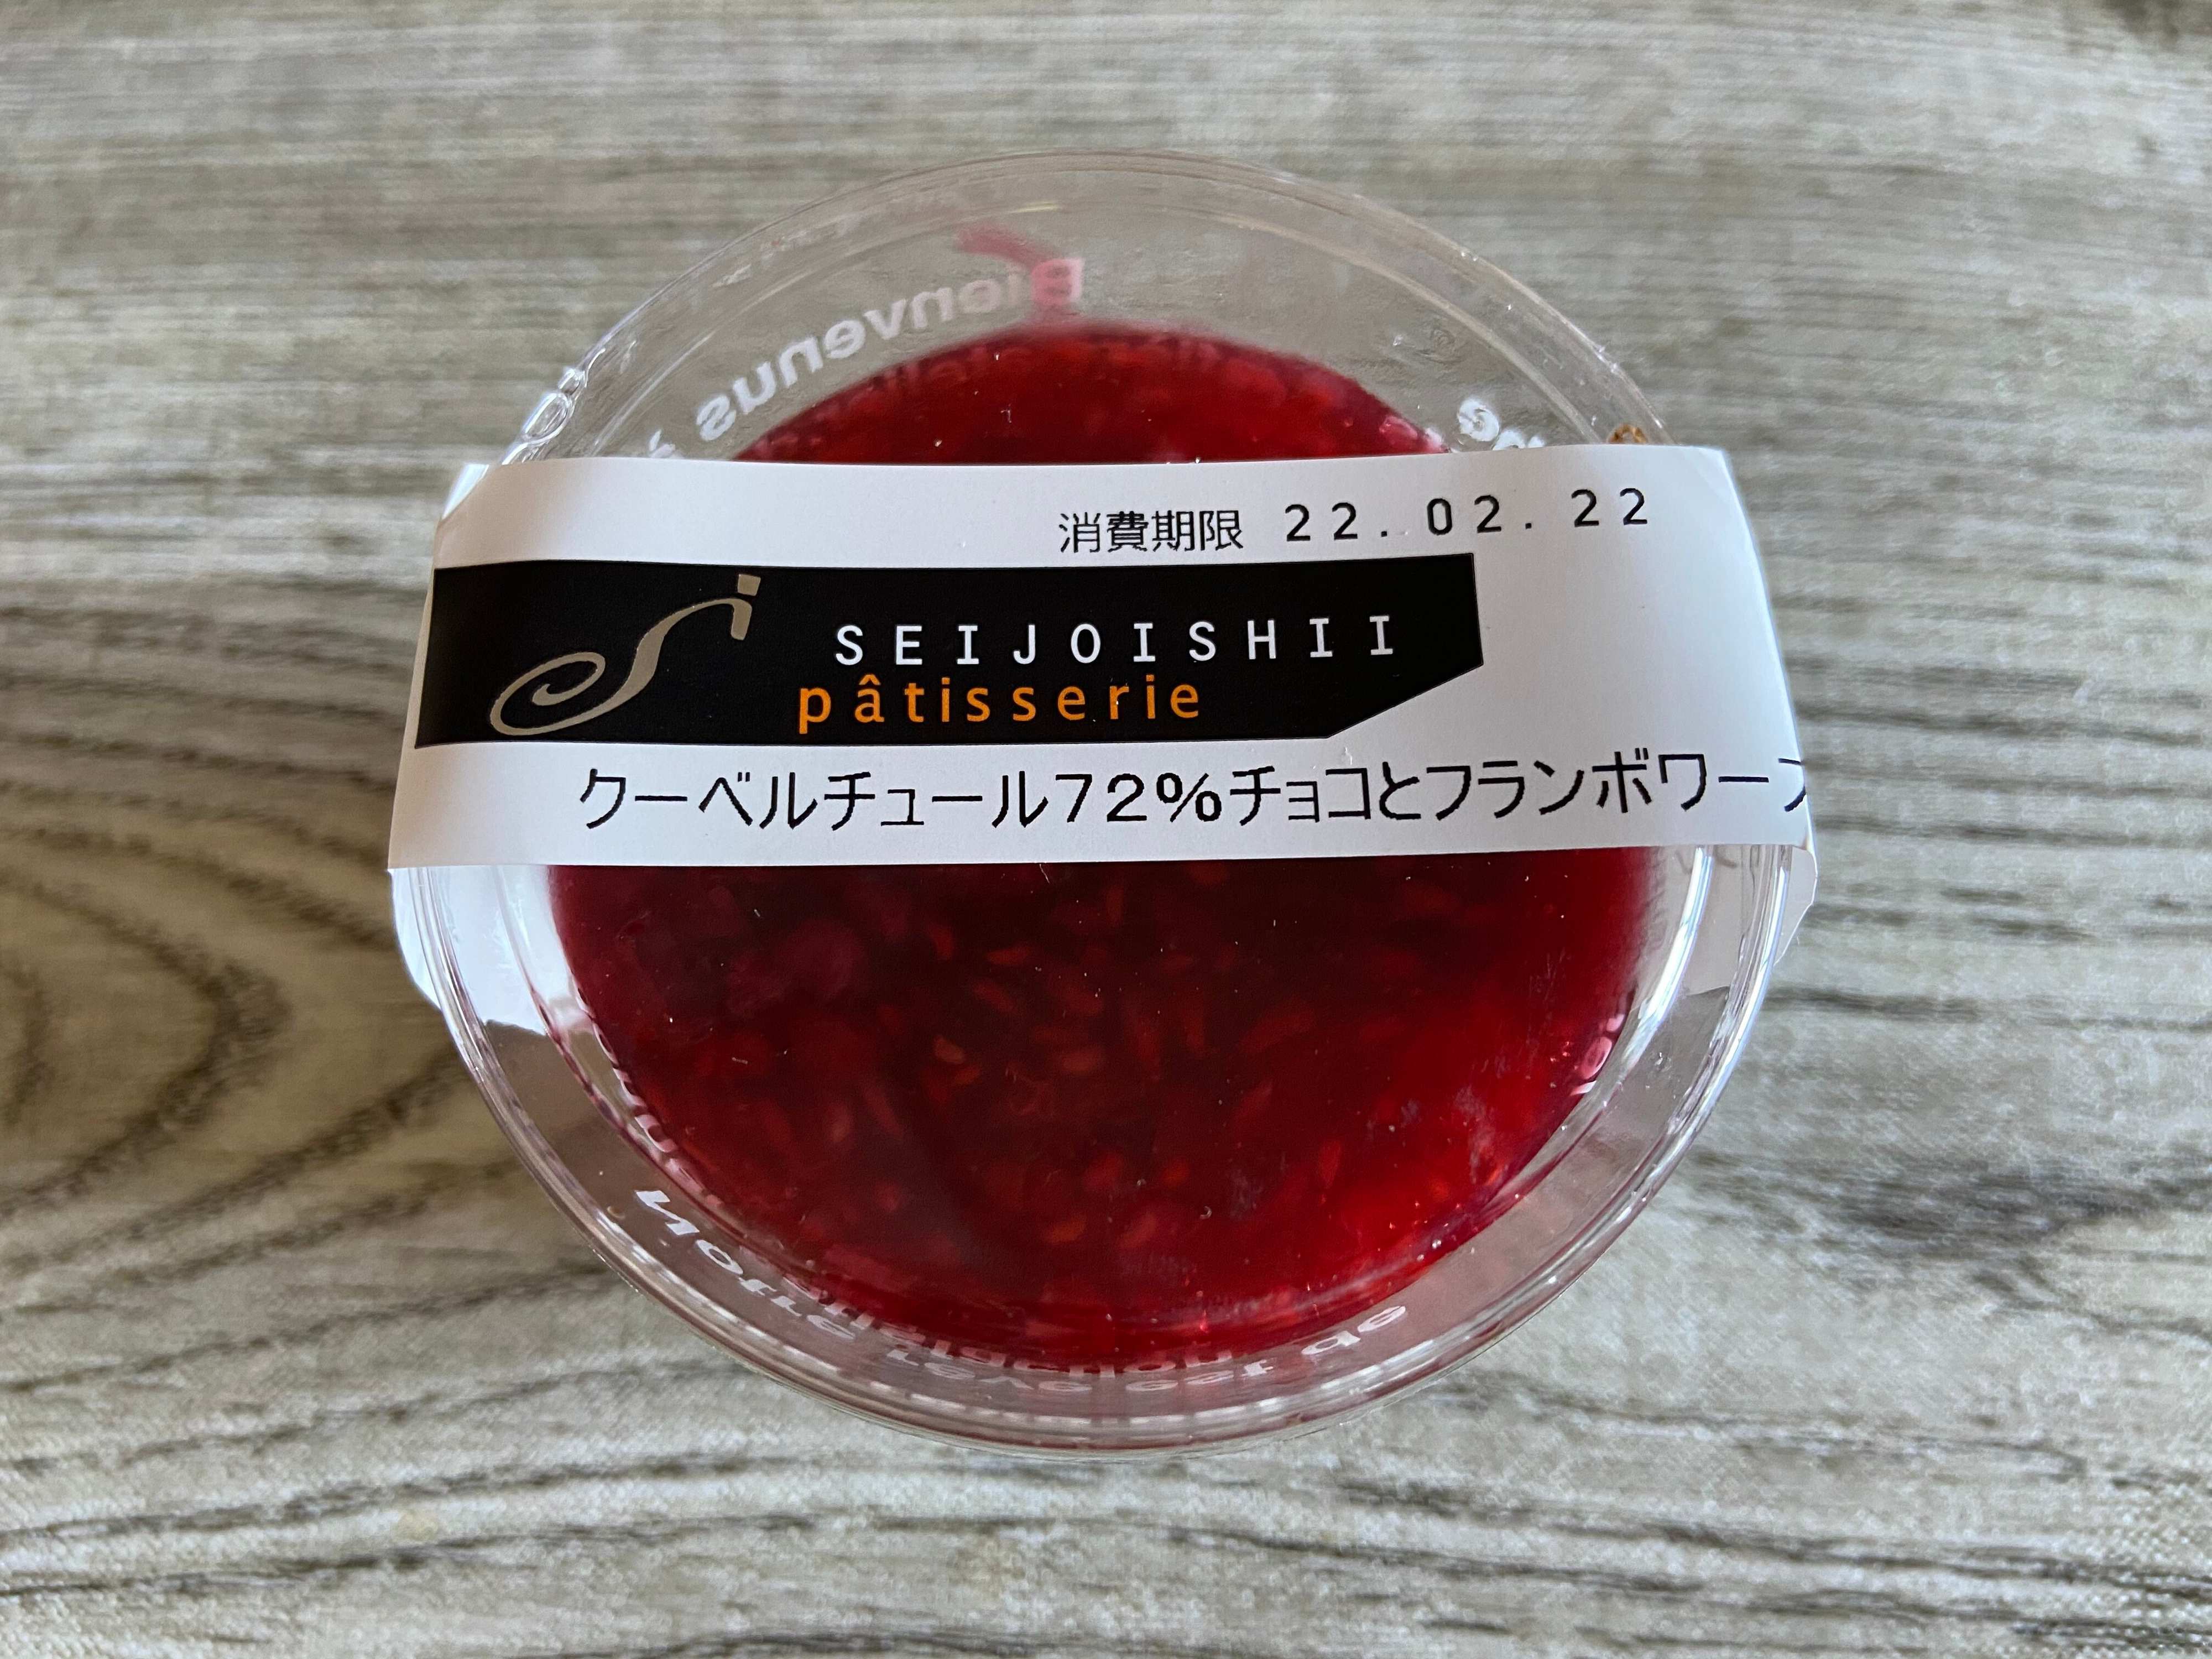 Bienvenus
消費期限 22.02.22
SEIJOISHII
pâtisserie
クーベルチュール72%チョコとフランボワーズ